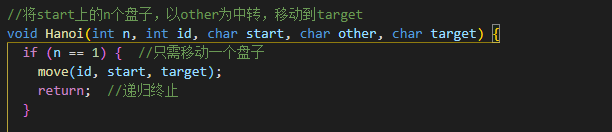 //将start上的n个盘子，以other为中转，移动到target
void Hanoi(int n, int id, char start, char other, char target) {
  if (n == 1) {  //只需移动一个盘子
    move(id, start, target);
    return;  //递归终止
  }